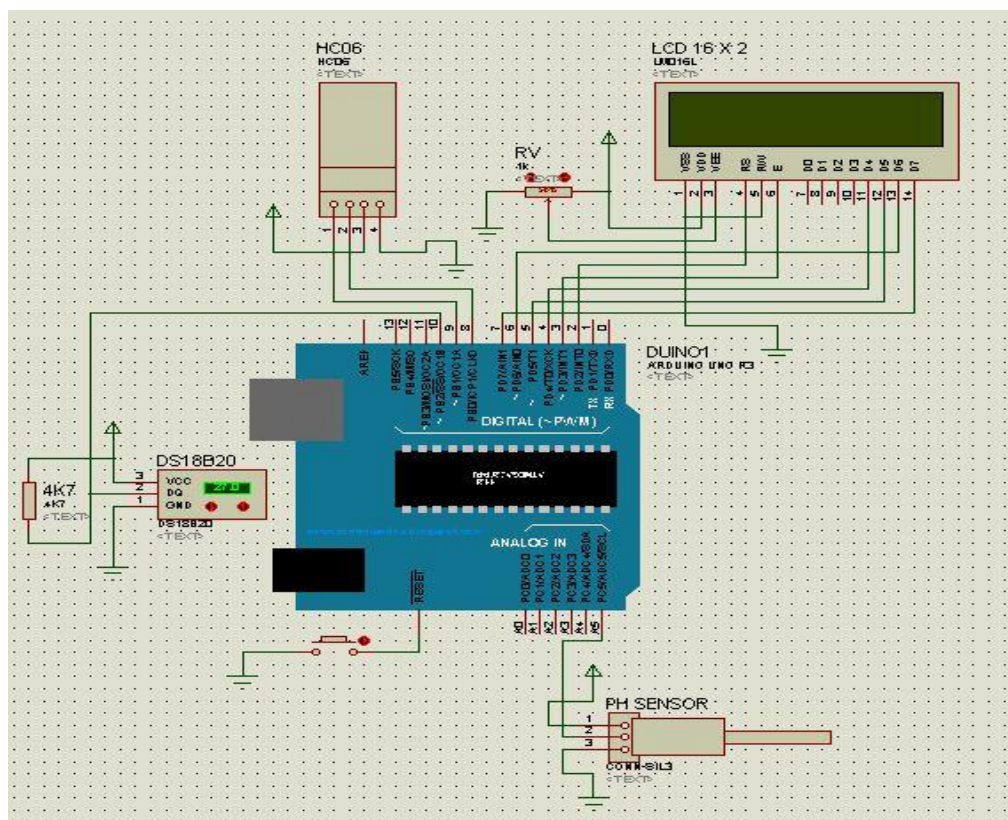 HC06
HC06
<TEXT>
LCD 16 X 2
LM016L
<TEXT>
RV
4k
<TEXT>
VSS VDD VEE RS RW E D0 D1 D2 D3 D4 D5 D6 D7
1 2 3 4 5 6 7 8 9 10 11 12 13 14
1 2 3 4
13 12 11 10 9 8 7 6 5 4 3 2 1 0
AREF
PB5/SCK
PB4/MISO
PB3/MOSI/OC2A
PB2/SS/OC1B
PB1/OC1A
PB0/ICP1/CLKO
PD7/AIN1
PD6/AIN0
PD5/T1
PD4/T0/XCK
PD3/INT1
PD2/INT0
TX PD1/TXD
RX PD0/RXD
DIGITAL (~PWM)
DUINO1
ARDUINO UNO R3
<TEXT>
DS18B20
3 VCC
2 DQ
1 GND
27.0
DS18B20
<TEXT>
4K7
4K7
<TEXT>
ANALOG IN
RESET
PC0/ADC0
PC1/ADC1
PC2/ADC2
PC3/ADC3
PC4/ADC4/SDA
PC5/ADC5/SCL
A0 A1 A2 A3 A4 A5
PH SENSOR
1
2
3
CONN-SIL3
<TEXT>